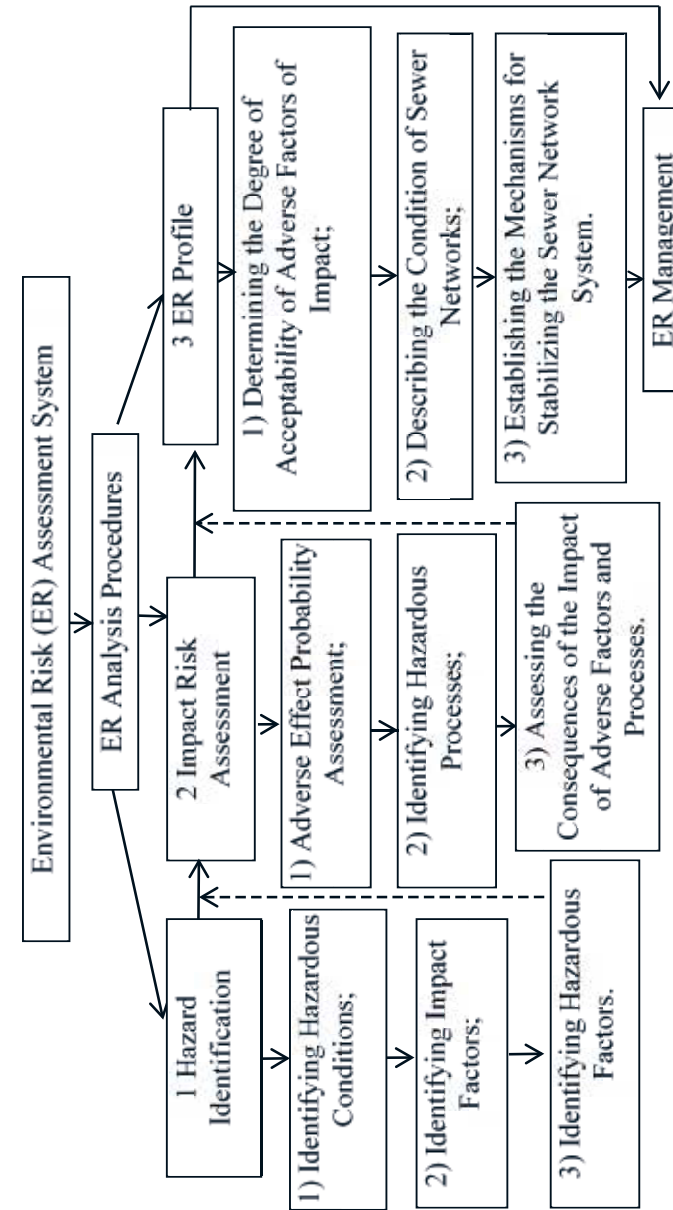 Environmental Risk (ER) Assessment System
ER Analysis Procedures
1 Hazard
Identification
1) Identifying Hazardous
Conditions;
2) Identifying Impact
Factors;
3) Identifying Hazardous
Factors.
2 Impact Risk
Assessment
1) Adverse Effect Probability
Assessment;
2) Identifying Hazardous
Processes;
3) Assessing the
Consequences of the Impact
of Adverse Factors and
Processes.
3 ER Profile
1) Determining the Degree of
Acceptability of Adverse Factors of
Impact;
2) Describing the Condition of Sewer
Networks;
3) Establishing the Mechanisms for
Stabilizing the Sewer Network
System.
ER Management